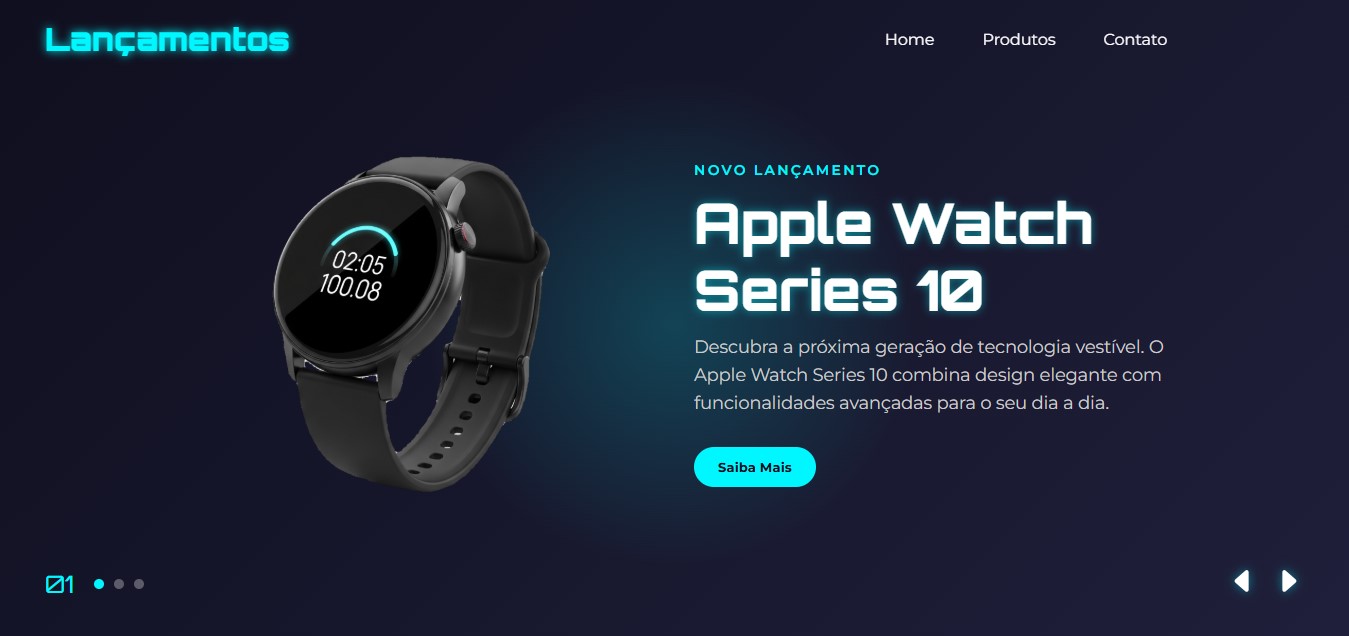 Lançamentos
Home Produtos Contato
NOVO LANÇAMENTO
Apple Watch
Series 10
02:05
100.08
Descubra a próxima geração de tecnologia vestível. O
Apple Watch Series 10 combina design elegante com
funcionalidades avançadas para o seu dia a dia.
Saiba Mais
01